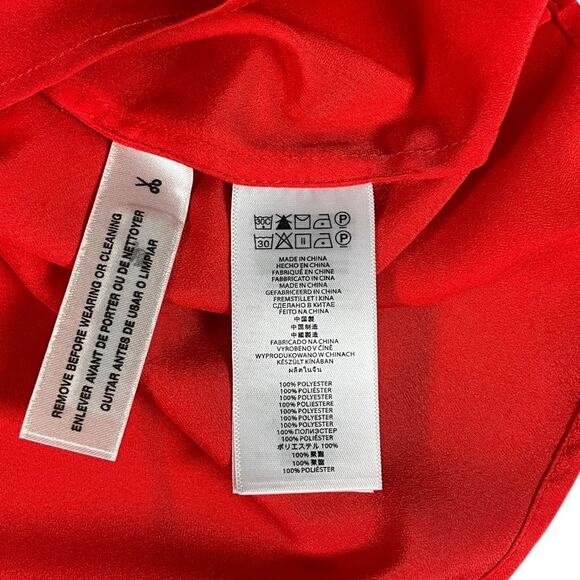 REMOVE BEFORE WEARING OR CLEANING
ENLEVER AVANT DE PORTER OU DE NETTOYER
QUITAR ANTES DE USAR O LIMPIAR
30
MADE IN CHINA
HECHO EN CHINA
FABRIQUÉ EN CHINE
FABBRICATO IN CINA
MADE IN CHINA
GEFABRICEERD IN CHINA
FREMSTILLET I KINA
СДЕЛАНО В КИТАЕ
FEITO NA CHINA
中国製
中国制造
中國製造
FABRICADO NA CHINA
VYROBENO V ČÍNĚ
WYPRODUKOWANO W CHINACH
KÉSZÜLT KÍNÁBAN
ผลิตในจีน
100% POLYESTER
100% POLIÉSTER
100% POLYESTER
100% POLIESTERE
100% POLYESTER
100% POLYESTER
100% POLYESTER
100% ПОЛИЭСТЕР
100% POLIÉSTER
ポリエステル 100%
100% 聚酯
100% 聚酯
100% POLIÉSTER